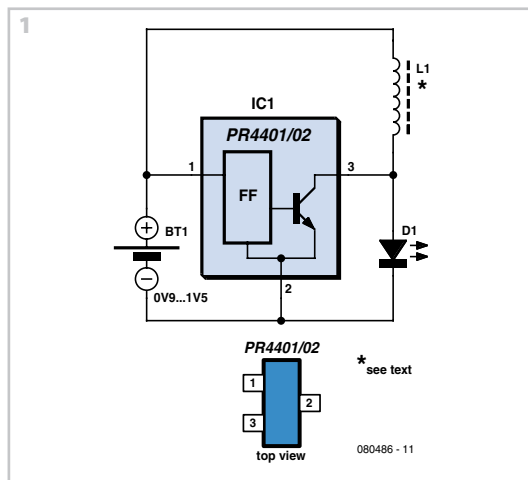 1
L1
*
IC1
PR4401/02
1
3
FF
D1
+
BT1
−
0V9...1V5
2
PR4401/02
*see text
1
2
3
top view
080486 - 11